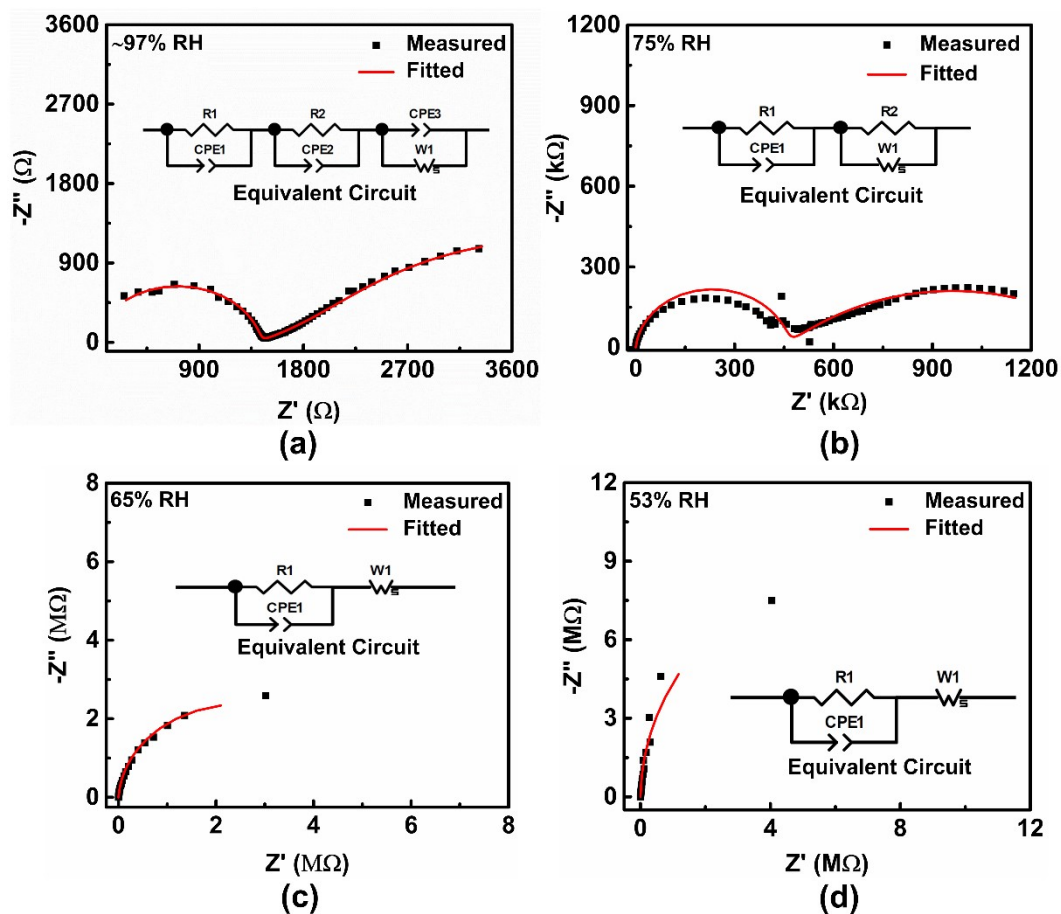 ~97% RH
Measured
Fitted
3600
2700
1800
900
0
-Z'' (Ω)
R1
CPE1
R2
CPE2
CPE3
W1
s
Equivalent Circuit
900
1800
2700
3600
Z' (Ω)
(a)
75% RH
Measured
Fitted
1200
900
600
300
0
-Z'' (kΩ)
R1
CPE1
R2
W1
s
Equivalent Circuit
0
300
600
900
1200
Z' (kΩ)
(b)
65% RH
Measured
Fitted
8
6
4
2
0
-Z'' (MΩ)
R1
CPE1
W1
s
Equivalent Circuit
0
2
4
6
8
Z' (MΩ)
(c)
53% RH
Measured
Fitted
12
9
6
3
0
-Z'' (MΩ)
R1
CPE1
W1
s
Equivalent Circuit
0
4
8
12
Z' (MΩ)
(d)